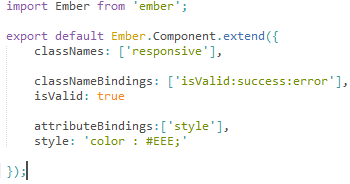 import Ember from 'ember';
export default Ember.Component.extend({
classNames: ['responsive'],
classNameBindings: ['isValid:success:error'],
isValid: true
attributeBindings:['style'],
style: 'color : #EEE;'
});